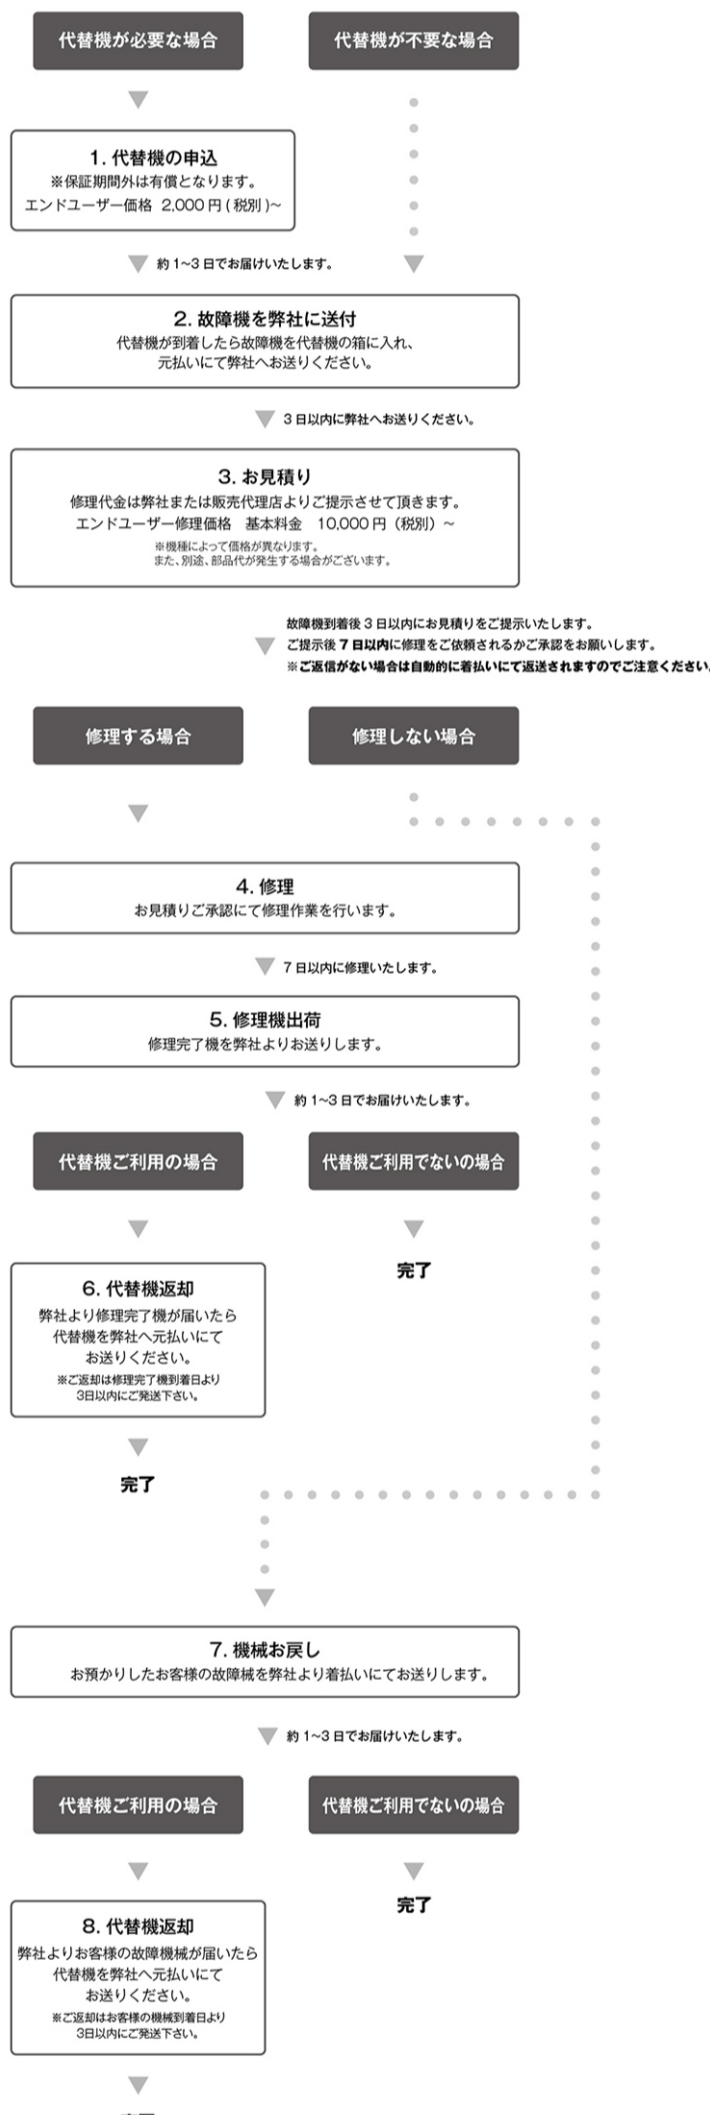 代替機が必要な場合
代替機が不要な場合
1. 代替機の申込
※保証期間外は有償となります。
エンドユーザー価格 2,000 円 ( 税別 )~
約 1~3 日でお届けいたします。
2. 故障機を弊社に送付
代替機が到着したら故障機を代替機の箱に入れ、
元払いにて弊社へお送りください。
3 日以内に弊社へお送りください。
3. お見積り
修理代金は弊社または販売代理店よりご提示させて頂きます。
エンドユーザー修理価格 基本料金 10,000 円（税別）～
※機種によって価格が異なります。
また、別途、部品代が発生する場合がございます。
故障機到着後 3 日以内にお見積りをご提示いたします。
ご提示後 7 日以内に修理をご依頼されるかご承認をお願いします。
※ご返信がない場合は自動的に着払いにて返送されますのでご注意ください。
修理する場合
修理しない場合
4. 修理
お見積りご承認にて修理作業を行います。
7 日以内に修理いたします。
5. 修理機出荷
修理完了機を弊社よりお送りします。
約 1~3 日でお届けいたします。
代替機ご利用の場合
代替機ご利用でないの場合
完了
6. 代替機返却
弊社より修理完了機が届いたら
代替機を弊社へ元払いにて
お送りください。
※ご返却は修理完了機到着日より
3日以内にご発送下さい。
完了
7. 機械お戻し
お預かりしたお客様の故障械を弊社より着払いにてお送りします。
約 1~3 日でお届けいたします。
代替機ご利用の場合
代替機ご利用でないの場合
完了
8. 代替機返却
弊社よりお客様の故障機械が届いたら
代替機を弊社へ元払いにて
お送りください。
※ご返却はお客様の機械到着日より
3日以内にご発送下さい。